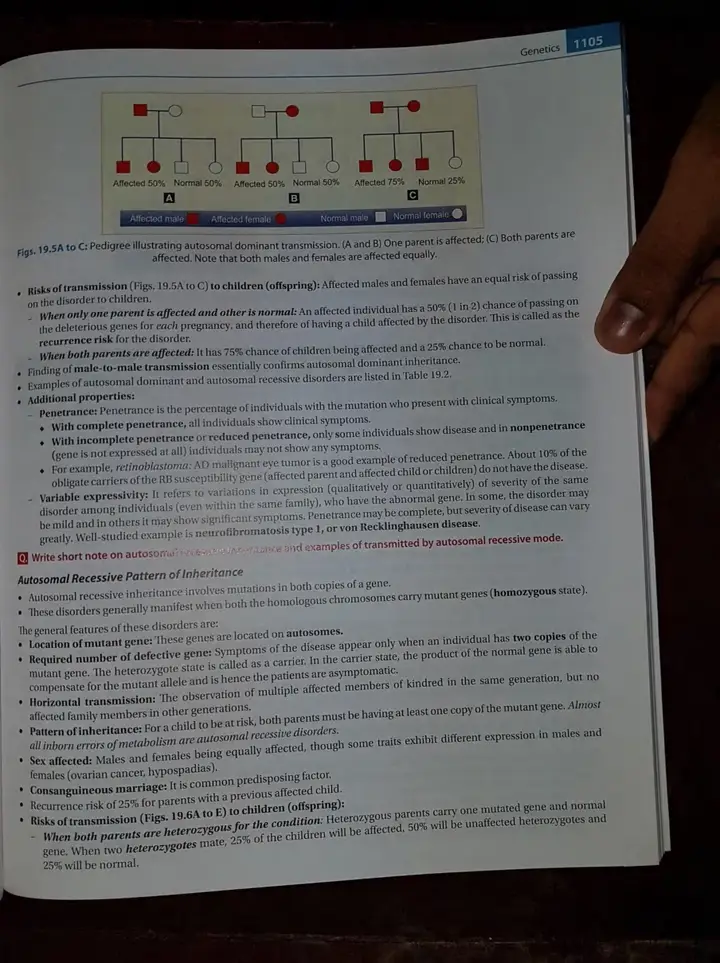 Genetics 1105
Affected 50% Normal 50% Affected 50% Normal 50% Affected 75% Normal 25%
A B C
Affected male Affected female Normal male Normal female
Figs. 19.5A to C: Pedigree illustrating autosomal dominant transmission. (A and B) One parent is affected; (C) Both parents are
affected. Note that both males and females are affected equally.
• Risks of transmission (Figs. 19.5A to C) to children (offspring): Affected males and females have an equal risk of passing
on the disorder to children.
– When only one parent is affected and other is normal: An affected individual has a 50% (1 in 2) chance of passing on
the deleterious genes for each pregnancy, and therefore of having a child affected by the disorder. This is called as the
recurrence risk for the disorder.
– When both parents are affected: It has 75% chance of children being affected and a 25% chance to be normal.
• Finding of male-to-male transmission essentially confirms autosomal dominant inheritance.
• Examples of autosomal dominant and autosomal recessive disorders are listed in Table 19.2.
• Additional properties:
– Penetrance: Penetrance is the percentage of individuals with the mutation who present with clinical symptoms.
◆ With complete penetrance, all individuals show clinical symptoms.
◆ With incomplete penetrance or reduced penetrance, only some individuals show disease and in nonpenetrance
(gene is not expressed at all) individuals may not show any symptoms.
◆ For example, retinoblastoma: AD malignant eye tumor is a good example of reduced penetrance. About 10% of the
obligate carriers of the RB susceptibility gene (affected parent and affected child or children) do not have the disease.
– Variable expressivity: It refers to variations in expression (qualitatively or quantitatively) of severity of the same
disorder among individuals (even within the same family), who have the abnormal gene. In some, the disorder may
be mild and in others it may show significant symptoms. Penetrance may be complete, but severity of disease can vary
greatly. Well-studied example is neurofibromatosis type 1, or von Recklinghausen disease.
Q. Write short note on autosomal and examples of transmitted by autosomal recessive mode.
Autosomal Recessive Pattern of Inheritance
• Autosomal recessive inheritance involves mutations in both copies of a gene.
• These disorders generally manifest when both the homologous chromosomes carry mutant genes (homozygous state).
The general features of these disorders are:
• Location of mutant gene: These genes are located on autosomes.
• Required number of defective gene: Symptoms of the disease appear only when an individual has two copies of the
mutant gene. The heterozygote state is called as a carrier. In the carrier state, the product of the normal gene is able to
compensate for the mutant allele and is hence the patients are asymptomatic.
• Horizontal transmission: The observation of multiple affected members of kindred in the same generation, but no
affected family members in other generations.
• Pattern of inheritance: For a child to be at risk, both parents must be having at least one copy of the mutant gene. Almost
all inborn errors of metabolism are autosomal recessive disorders.
• Sex affected: Males and females being equally affected, though some traits exhibit different expression in males and
females (ovarian cancer, hypospadias).
• Consanguineous marriage: It is common predisposing factor.
• Recurrence risk of 25% for parents with a previous affected child.
• Risks of transmission (Figs. 19.6A to E) to children (offspring):
– When both parents are heterozygous for the condition: Heterozygous parents carry one mutated gene and normal
gene. When two heterozygotes mate, 25% of the children will be affected, 50% will be unaffected heterozygotes and
25% will be normal.